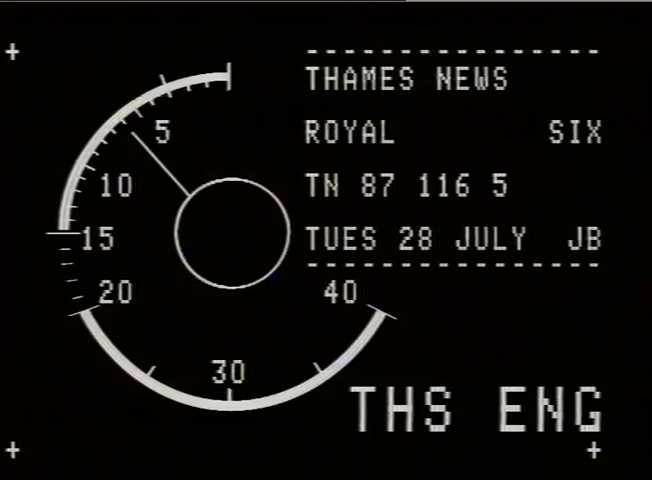 THAMES NEWS
ROYAL SIX
TN 87 116 5
TUES 28 JULY JB
5
10
15
20
30
40
THS ENG